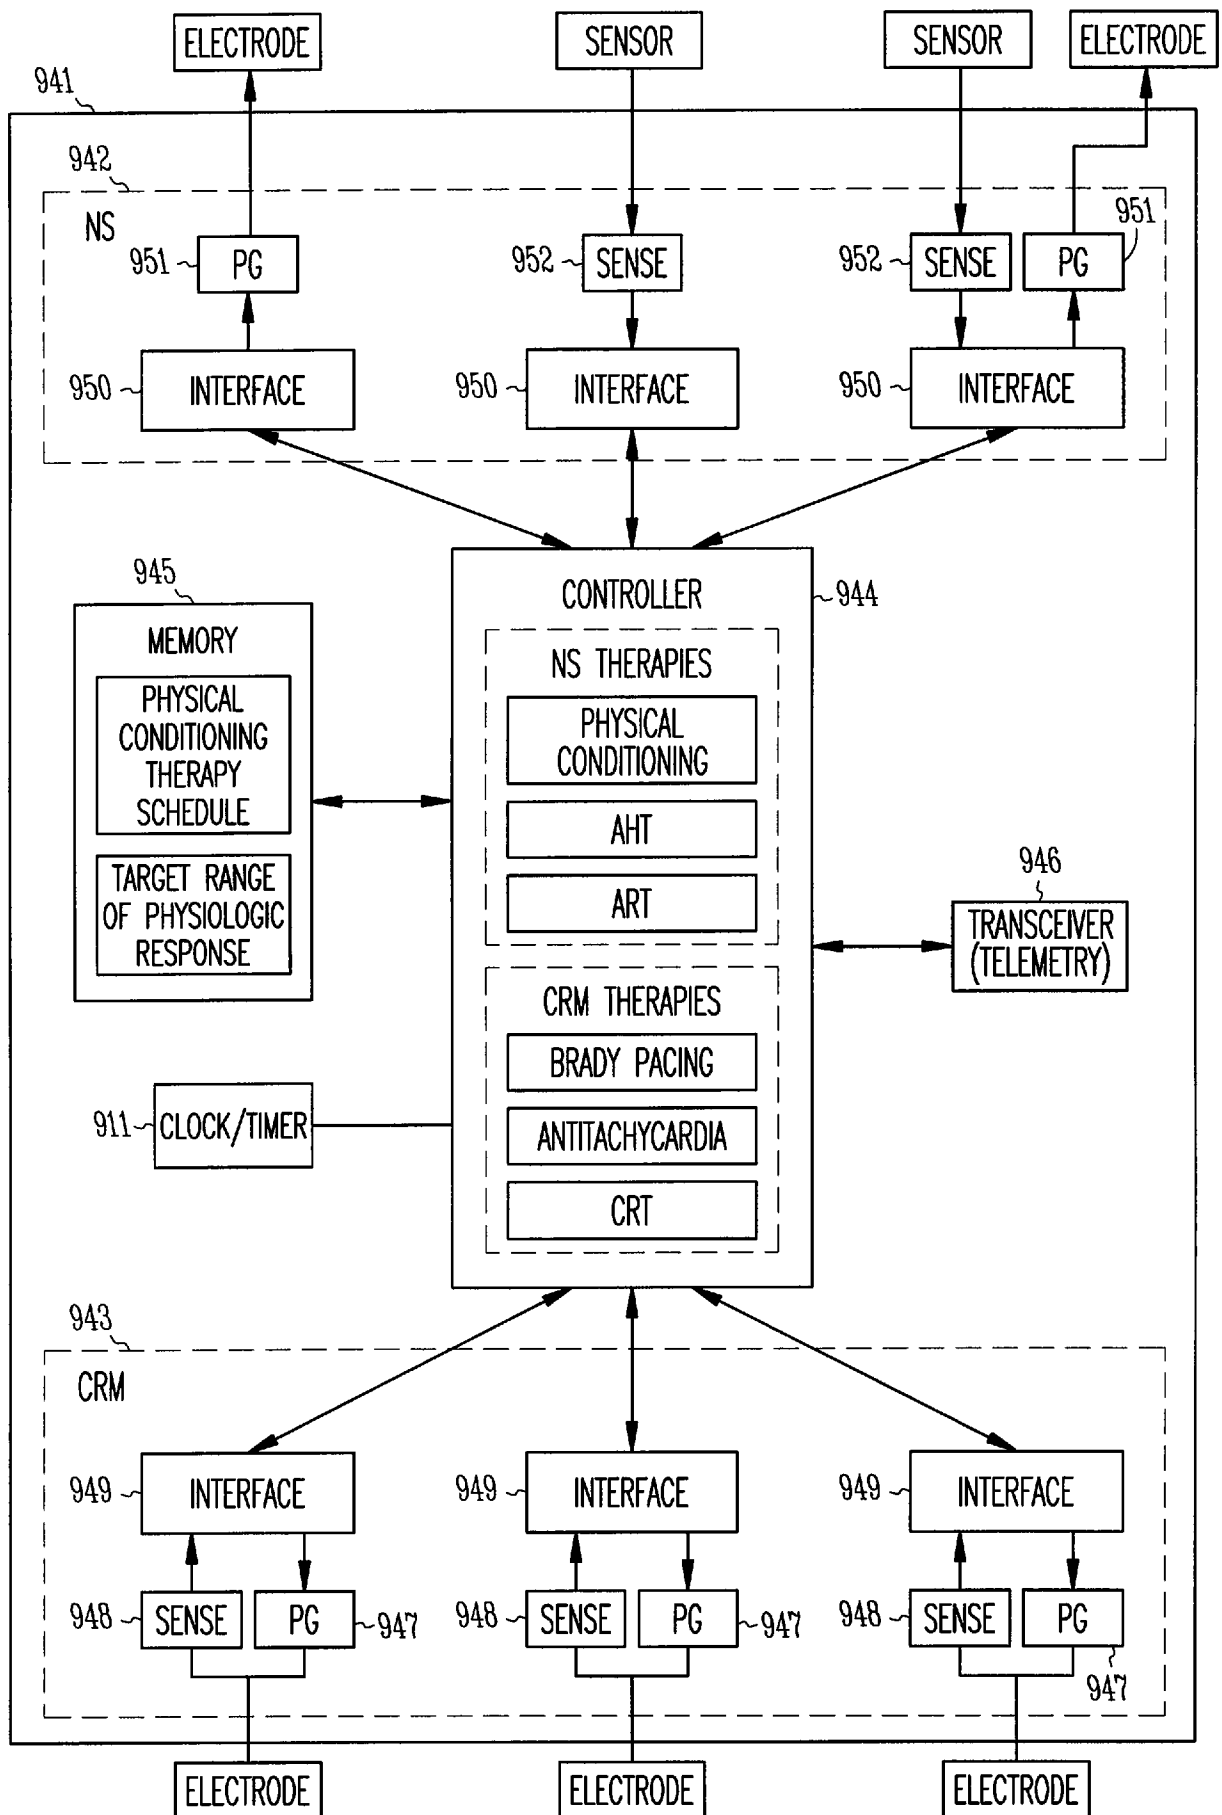 ELECTRODE
SENSOR
SENSOR
ELECTRODE
941
942
NS
951
PG
952
SENSE
952
SENSE
PG
951
950
INTERFACE
950
INTERFACE
950
INTERFACE
945
MEMORY
PHYSICAL
CONDITIONING
THERAPY
SCHEDULE
TARGET RANGE
OF PHYSIOLOGIC
RESPONSE
CONTROLLER
944
NS THERAPIES
PHYSICAL
CONDITIONING
AHT
ART
946
TRANSCEIVER
(TELEMETRY)
CRM THERAPIES
BRADY PACING
ANTITACHYCARDIA
CRT
911
CLOCK/TIMER
943
CRM
949
INTERFACE
949
INTERFACE
949
INTERFACE
948
SENSE
PG
947
948
SENSE
PG
947
948
SENSE
PG
947
ELECTRODE
ELECTRODE
ELECTRODE